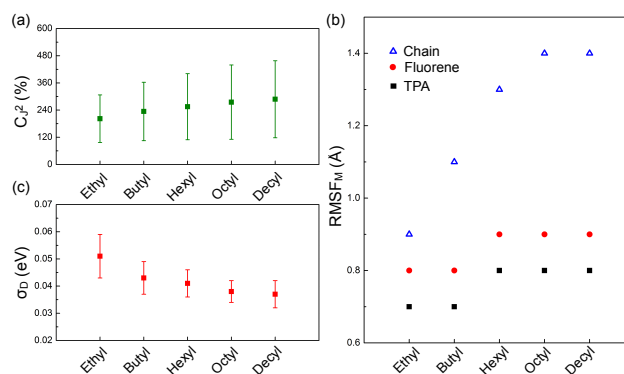 (a)
600
480
360
240
120
0
C_J² (%)
Ethyl
Butyl
Hexyl
Octyl
Decyl
(c)
0.07
0.06
0.05
0.04
0.03
0.02
σ_D (eV)
Ethyl
Butyl
Hexyl
Octyl
Decyl
(b)
Chain
Fluorene
TPA
1.4
1.2
1.0
0.8
0.6
RMSF_M (Å)
Ethyl
Butyl
Hexyl
Octyl
Decyl